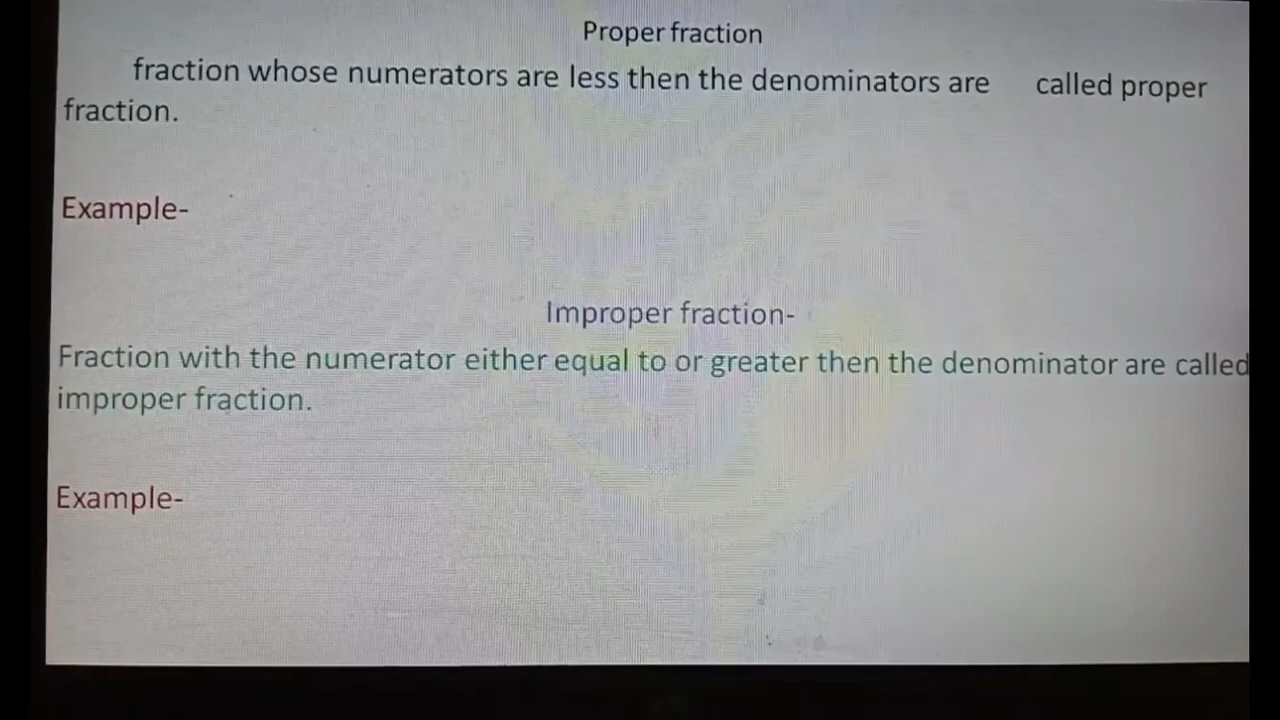 Proper fraction
fraction whose numerators are less then the denominators are called proper
fraction.
Example-
Improper fraction-
Fraction with the numerator either equal to or greater then the denominator are called
improper fraction.
Example-